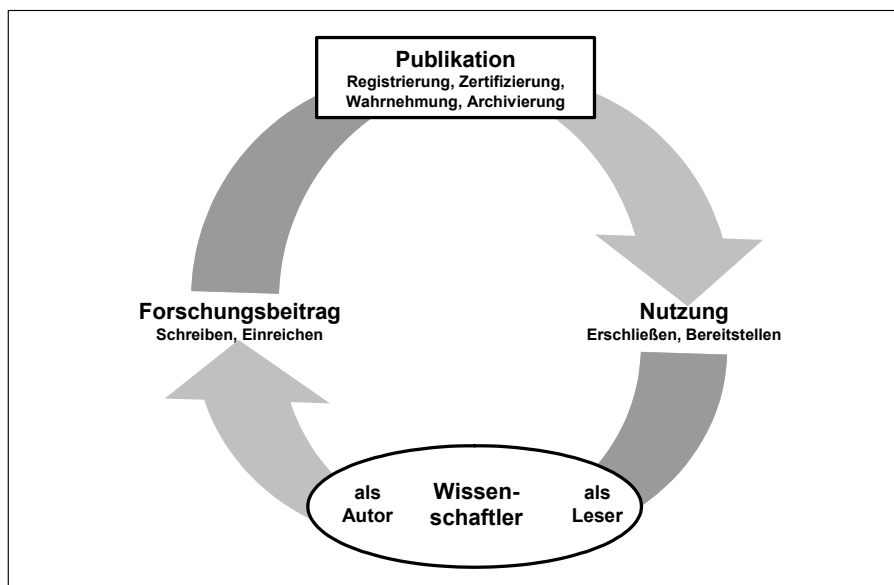 Publikation
Registrierung, Zertifizierung,
Wahrnehmung, Archivierung
Forschungsbeitrag
Schreiben, Einreichen
Nutzung
Erschließen, Bereitstellen
als
Autor
Wissen-
schaftler
als
Leser